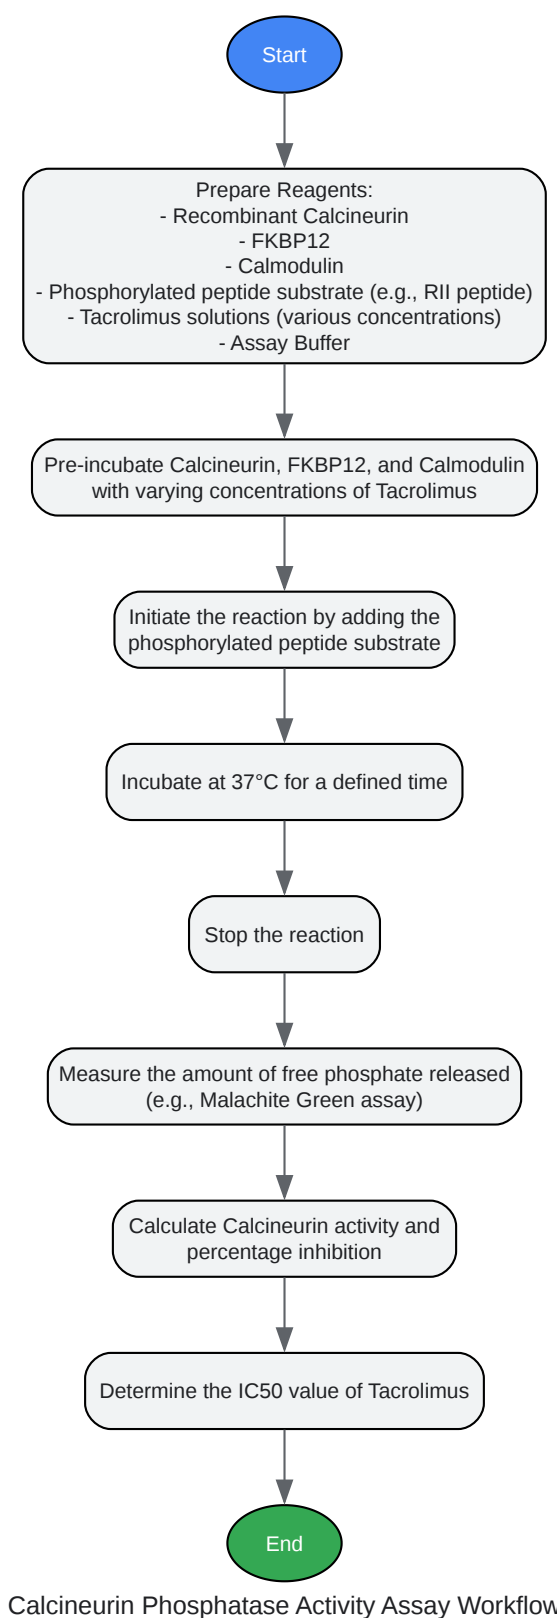 Start
Prepare Reagents:
- Recombinant Calcineurin
- FKBP12
- Calmodulin
- Phosphorylated peptide substrate (e.g., RII peptide)
- Tacrolimus solutions (various concentrations)
- Assay Buffer
Pre-incubate Calcineurin, FKBP12, and Calmodulin
with varying concentrations of Tacrolimus
Initiate the reaction by adding the
phosphorylated peptide substrate
Incubate at 37°C for a defined time
Stop the reaction
Measure the amount of free phosphate released
(e.g., Malachite Green assay)
Calculate Calcineurin activity and
percentage inhibition
Determine the IC50 value of Tacrolimus
End
Calcineurin Phosphatase Activity Assay Workflow